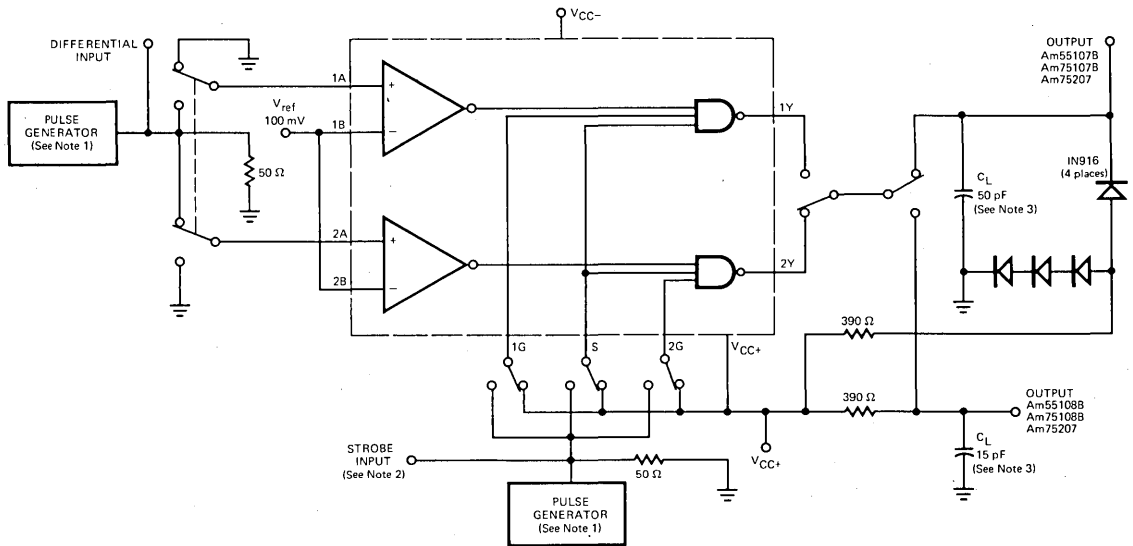 VCC−
DIFFERENTIAL
INPUT
OUTPUT
Am55107B
Am75107B
Am75207
1A
Vref
100 mV
1B
+
−
1Y
PULSE
GENERATOR
(See Note 1)
50 Ω
IN916
(4 places)
CL
50 pF
(See Note 3)
2A
2B
+
−
2Y
390 Ω
1G
S
2G
VCC+
390 Ω
OUTPUT
Am55108B
Am75108B
Am75207
STROBE
INPUT
(See Note 2)
50 Ω
VCC+
CL
15 pF
(See Note 3)
PULSE
GENERATOR
(See Note 1)